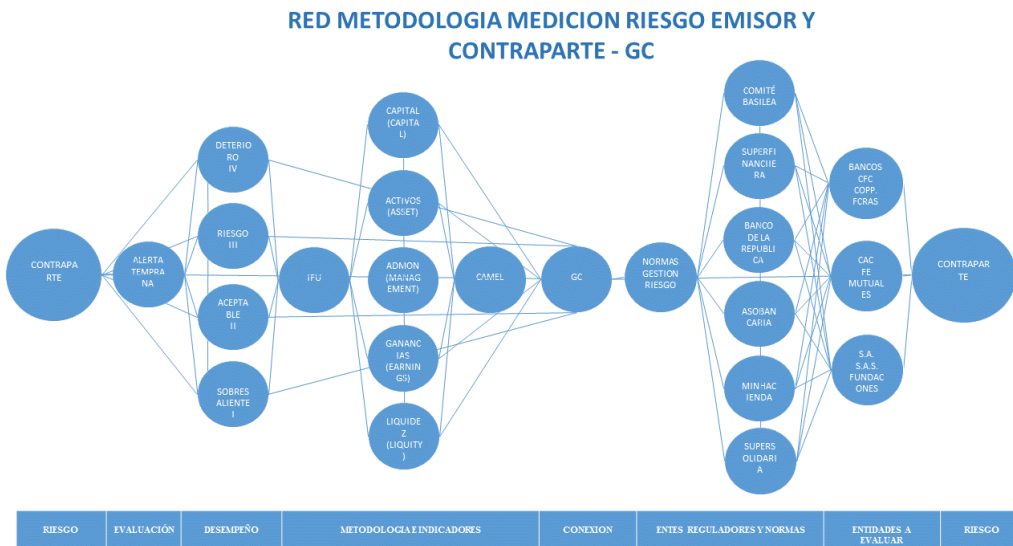 RED METODOLOGIA MEDICION RIESGO EMISOR Y
CONTRAPARTE - GC
CONTRAPA
RTE
ALERTA
TEMPRA
NA
DETERIO
RO
IV
RIESGO
III
ACEPTA
BLE
II
SOBRES
ALIENTE
I
IFU
CAPITAL
(CAPITA
L)
ACTIVOS
(ASSET)
ADMON
(MANAG
EMENT)
GANANC
IAS
(EARNIN
GS)
LIQUIDE
Z
(LIQUITY
)
CAMEL
GC
NORMAS
GESTION
RIESGO
COMITÉ
BASILEA
SUPERFI
NANCIIE
RA
BANCO
DE LA
REPUBLI
CA
ASOBAN
CARIIA
MINHAC
IENDA
SUPERS
OLIDARI
A
BANCOS
CFC
COPP.
FCRAS
CAC
FE
MUTUAL
ES
S.A.
S.A.S.
FUNDAC
ONES
CONTRAPAR
TE
RIESGO
EVALUACIÓN
DESEMPEÑO
METODOLOGIA E INDICADORES
CONEXION
ENTES REGULADORES Y NORMAS
ENTIDADES A
EVALUAR
RIESGO